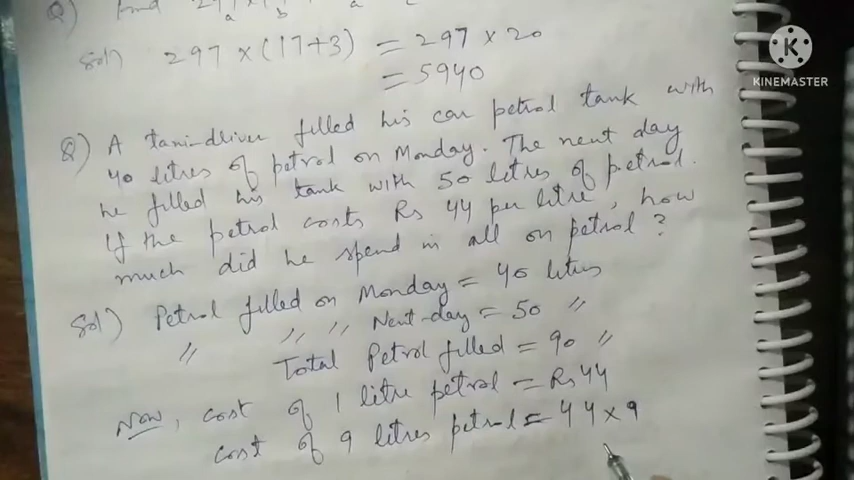 Q) Find 297
a b a
Sol) 297 × (17+3) = 297 × 20
= 5940
KINEMASTER
Q) A taxi-driver filled his car petrol tank with
40 litres of petrol on Monday. The next day
he filled his tank with 50 litres of petrol.
If the petrol costs Rs 44 per litre, how
much did he spend in all on petrol?
Sol) Petrol filled on Monday = 40 litres
" " " Next-day = 50 "
Total Petrol filled = 90 "
Now, cost of 1 litre petrol = Rs 44
cost of 9 litres petrol = 44 × 9